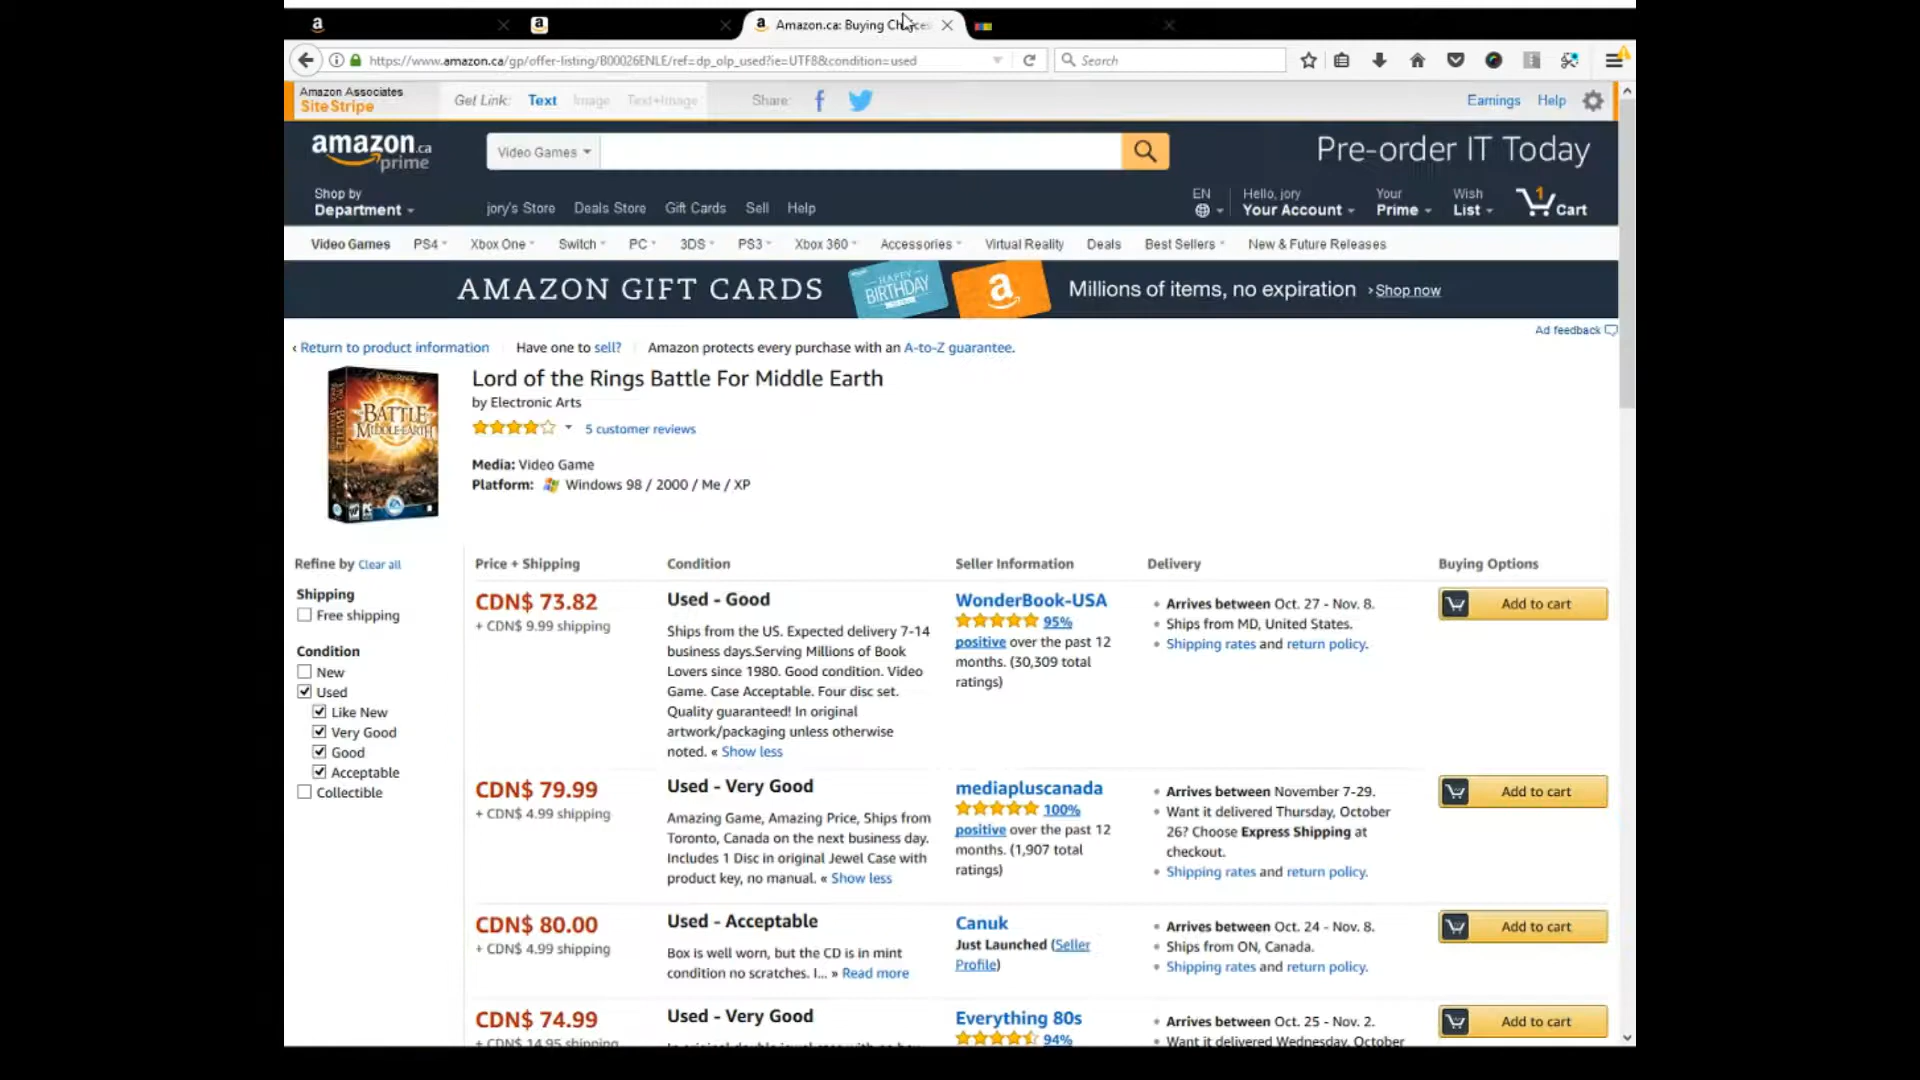 Amazon.ca: Buying Choices
https://www.amazon.ca/gp/offer-listing/B00026ENLE/ref=dp_olp_used?ie=UTF8&condition=used
Search
Amazon Associates
SiteStripe
Get Link: Text Image Text+Image Share:
Earnings Help
amazon.ca
prime
Video Games
Pre-order IT Today
Shop by
Department
jory's Store Deals Store Gift Cards Sell Help
EN
Hello, jory
Your Account
Your
Prime
Wish
List
1
Cart
Video Games PS4 Xbox One Switch PC 3DS PS3 Xbox 360 Accessories Virtual Reality Deals Best Sellers New & Future Releases
AMAZON GIFT CARDS
HAPPY
BIRTHDAY
Millions of items, no expiration › Shop now
Ad feedback
‹ Return to product information Have one to sell? Amazon protects every purchase with an A-to-Z guarantee.
BATTLE
MIDDLE-EARTH
Lord of the Rings Battle For Middle Earth
by Electronic Arts
5 customer reviews
Media: Video Game
Platform: Windows 98 / 2000 / Me / XP
Refine by Clear all
Shipping
Free shipping
Condition
New
Used
Like New
Very Good
Good
Acceptable
Collectible
Price + Shipping Condition Seller Information Delivery Buying Options
CDN$ 73.82
+ CDN$ 9.99 shipping
Used - Good
Ships from the US. Expected delivery 7-14
business days.Serving Millions of Book
Lovers since 1980. Good condition. Video
Game. Case Acceptable. Four disc set.
Quality guaranteed! In original
artwork/packaging unless otherwise
noted. « Show less
WonderBook-USA
95%
positive over the past 12
months. (30,309 total
ratings)
Arrives between Oct. 27 - Nov. 8.
Ships from MD, United States.
Shipping rates and return policy.
Add to cart
CDN$ 79.99
+ CDN$ 4.99 shipping
Used - Very Good
Amazing Game, Amazing Price, Ships from
Toronto, Canada on the next business day.
Includes 1 Disc in original Jewel Case with
product key, no manual. « Show less
mediapluscanada
100%
positive over the past 12
months. (1,907 total
ratings)
Arrives between November 7-29.
Want it delivered Thursday, October
26? Choose Express Shipping at
checkout.
Shipping rates and return policy.
Add to cart
CDN$ 80.00
+ CDN$ 4.99 shipping
Used - Acceptable
Box is well worn, but the CD is in mint
condition no scratches. I... » Read more
Canuk
Just Launched (Seller
Profile)
Arrives between Oct. 24 - Nov. 8.
Ships from ON, Canada.
Shipping rates and return policy.
Add to cart
CDN$ 74.99
+ CDN$ 14.95 shipping
Used - Very Good
Everything 80s
94%
Arrives between Oct. 25 - Nov. 2.
Want it delivered Wednesday, October
Add to cart